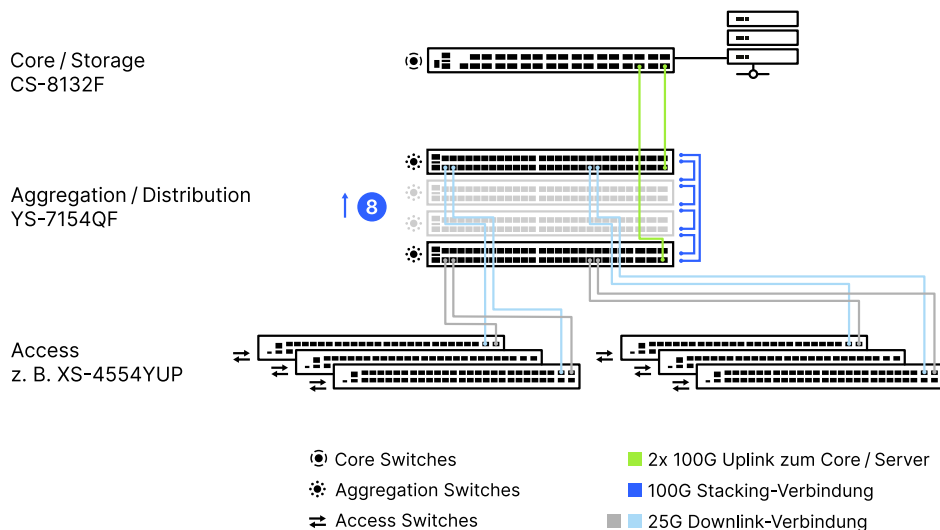 Core / Storage
CS-8132F
Aggregation / Distribution
YS-7154QF
8
Access
z. B. XS-4554YUP
Core Switches
Aggregation Switches
Access Switches
2x 100G Uplink zum Core / Server
100G Stacking-Verbindung
25G Downlink-Verbindung